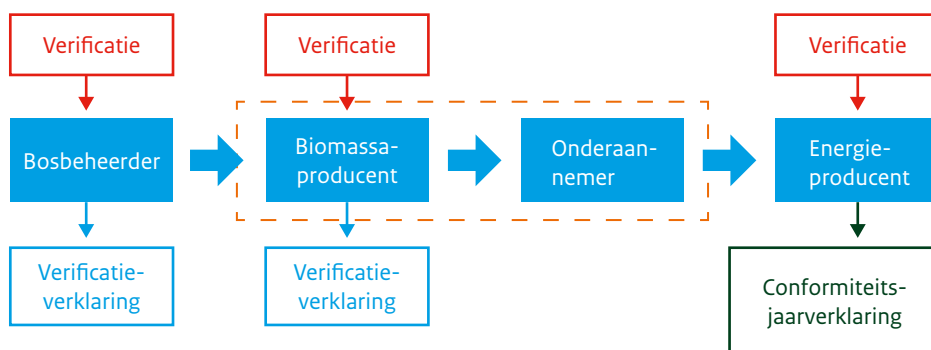 Verificatie
Verificatie
Verificatie
Bosbeheerder
Biomassa-
producent
Onderaan-
nemer
Energie-
producent
Verificatie-
verklaring
Verificatie-
verklaring
Conformiteits-
jaarverklaring